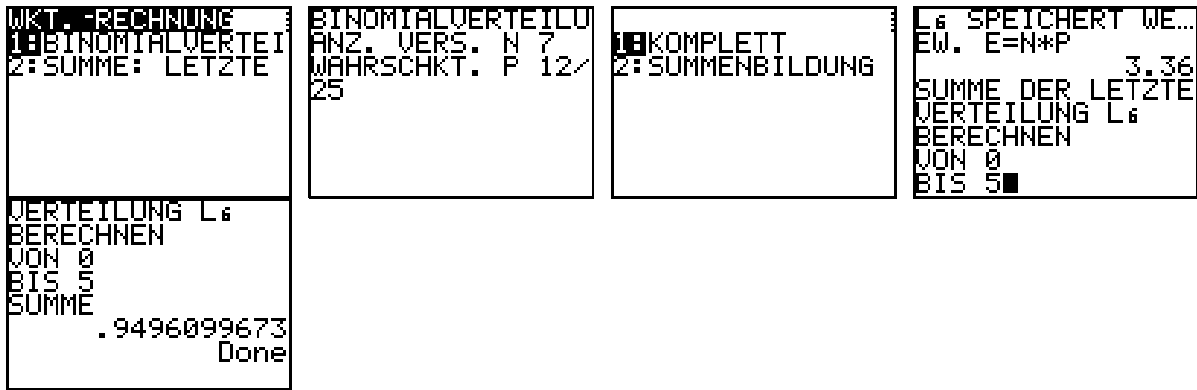 WKT.-RECHNUNG
1:BINOMIALVERTEI
2:SUMME: LETZTE
BINOMIALVERTEILU
ANZ. VERS. N 7
WAHRSCHKT. P 12/
25
1:KOMPLETT
2:SUMMENBILDUNG
L₆ SPEICHERT WE...
EW. E=N*P
3.36
SUMME DER LETZTE
VERTEILUNG L₆
BERECHNEN
VON 0
BIS 5
VERTEILUNG L₆
BERECHNEN
VON 0
BIS 5
SUMME
.9496099673
Done